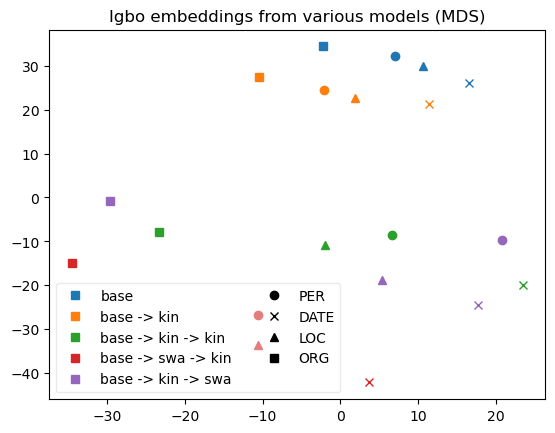 Igbo embeddings from various models (MDS)
30
20
10
0
−10
−20
−30
−40
base
base -> kin
base -> kin -> kin
base -> swa -> kin
base -> kin -> swa
PER
DATE
LOC
ORG
−30
−20
−10
0
10
20